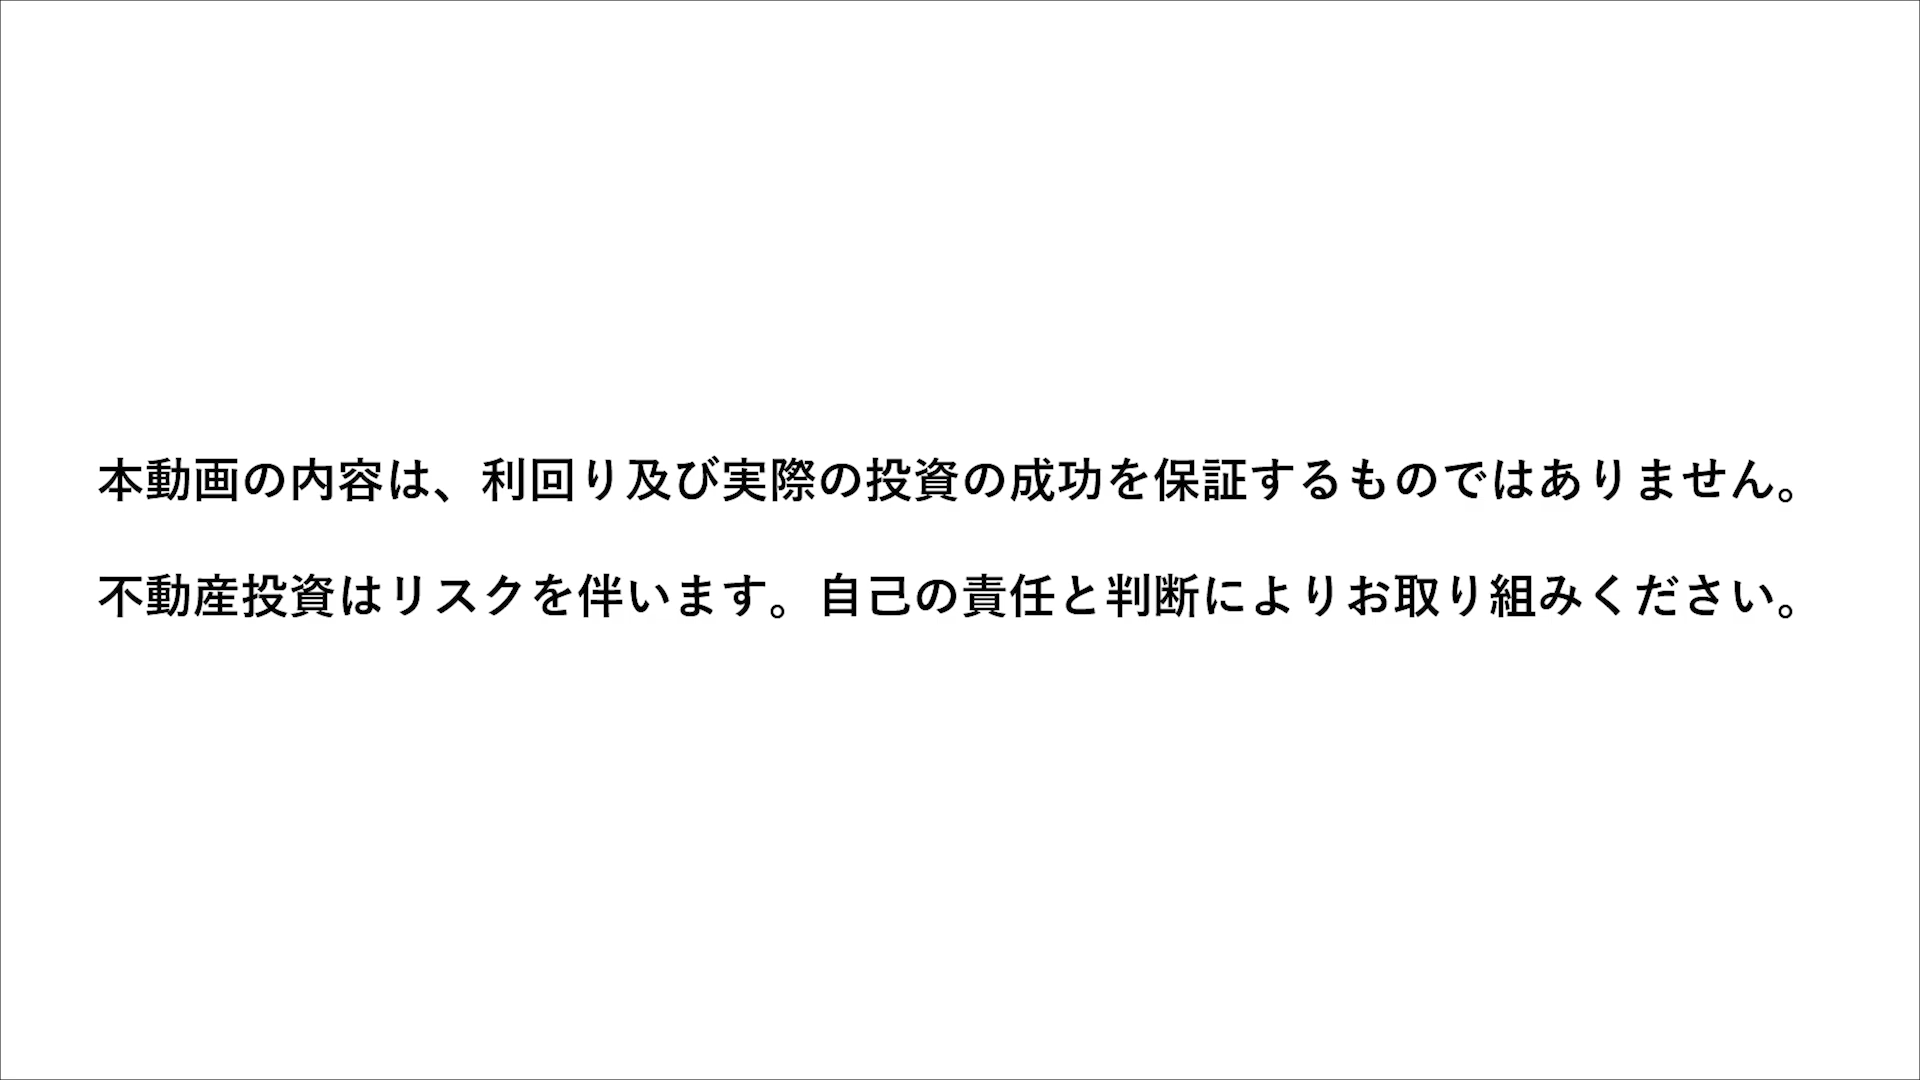 本動画の内容は、利回り及び実際の投資の成功を保証するものではありません。
不動産投資はリスクを伴います。自己の責任と判断によりお取り組みください。